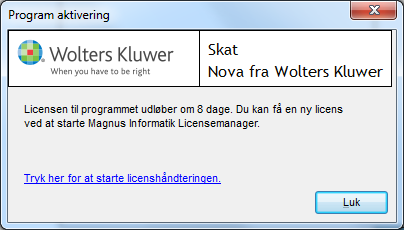 Program aktivering
Wolters Kluwer
When you have to be right
Skat
Nova fra Wolters Kluwer
Licensen til programmet udløber om 8 dage. Du kan få en ny licens
ved at starte Magnus Informatik Licensemanager.
Tryk her for at starte licenshåndteringen.
Luk